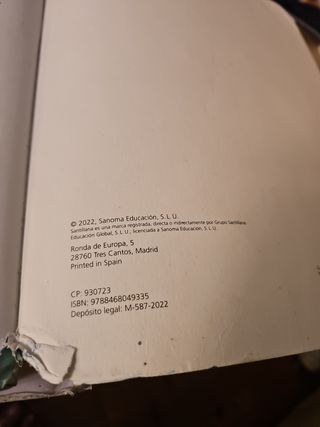 © 2022, Sanoma Educación, S. L. U.
Santillana es una marca registrada, directa o indirectamente por Grupo Santillana
Educación Global, S. L. U., licenciada a Sanoma Educación, S. L. U.
Ronda de Europa, 5
28760 Tres Cantos, Madrid
Printed in Spain
CP: 930723
ISBN: 9788468049335
Depósito legal: M-587-2022